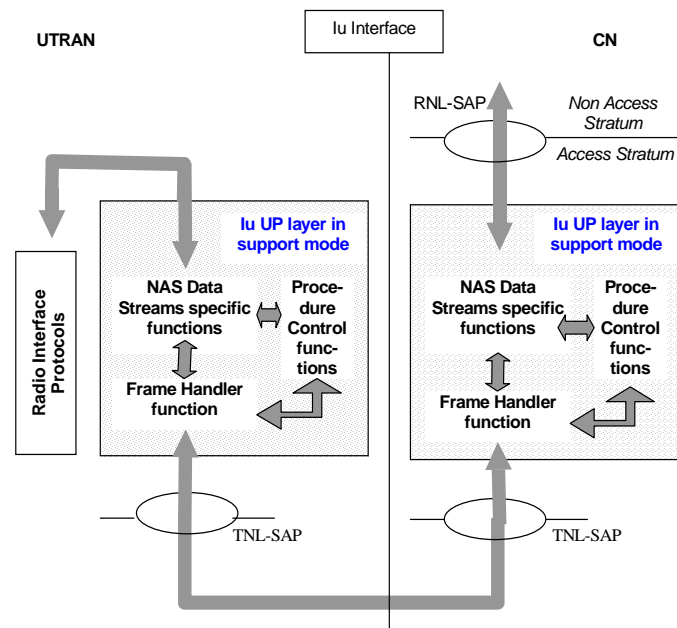 UTRAN
Iu Interface
CN
RNL-SAP
Non Access
Stratum
Access Stratum
Iu UP layer in
support mode
NAS Data
Streams specific
functions
Proce-
dure
Control
func-
tions
Frame Handler
function
Radio Interface
Protocols
TNL-SAP
Iu UP layer in
support mode
NAS Data
Streams specific
functions
Proce-
dure
Control
func-
tions
Frame Handler
function
TNL-SAP